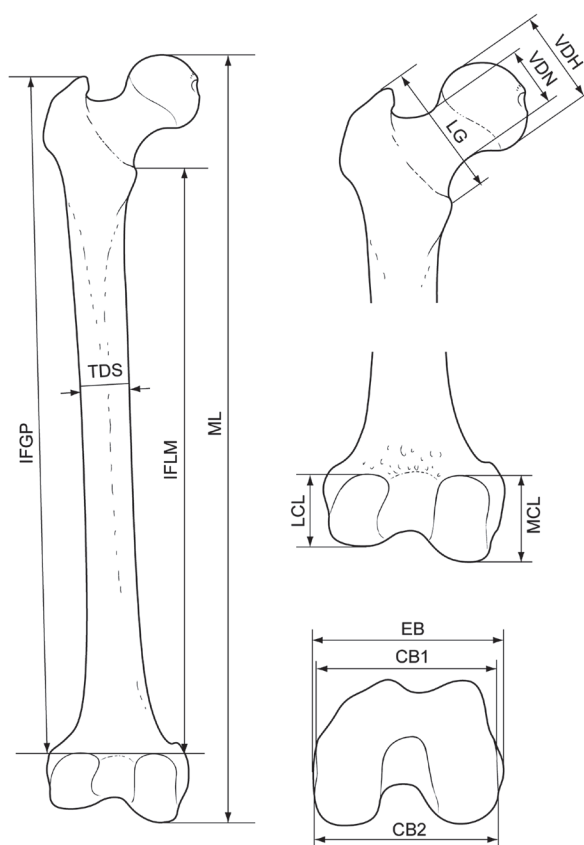 VDH
VDN
LG
TDS
IFGP
IFLM
ML
LCL
MCL
EB
CB1
CB2